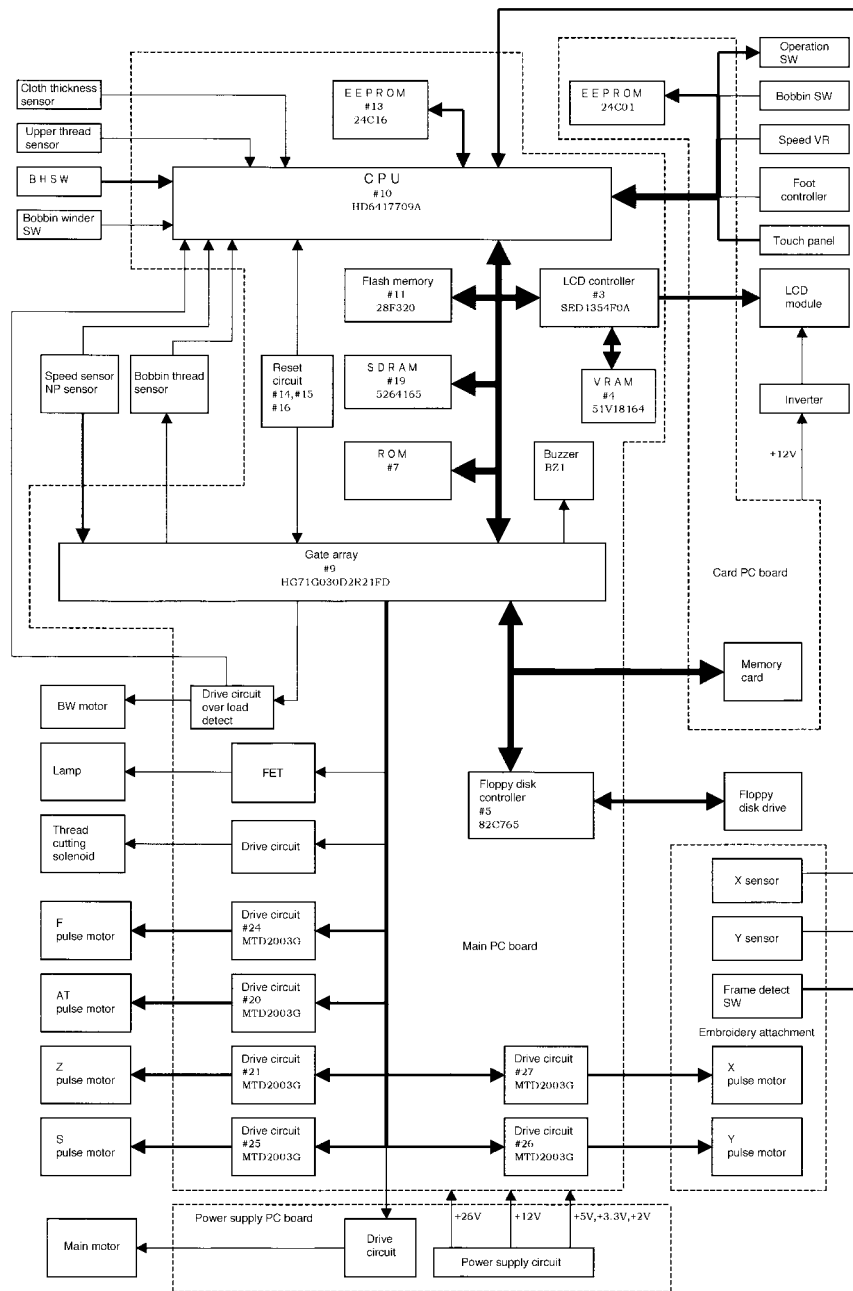 Operation
SW
Cloth thickness
sensor
EEPROM
#13
24C16
EEPROM
24C01
Bobbin SW
Upper thread
sensor
Speed VR
BHSW
CPU
#10
HD6417709A
Foot
controller
Bobbin winder
SW
Touch panel
Flash memory
#11
28F320
LCD controller
#3
SED1354F0A
LCD
module
Speed sensor
NP sensor
Bobbin thread
sensor
Reset
circuit
#14,#15
#16
SDRAM
#19
5264165
VRAM
#4
51V18164
Inverter
+12V
ROM
#7
Buzzer
BZ1
Gate array
#9
HG71G030D2R21FD
Card PC board
Memory
card
BW motor
Drive circuit
over load
detect
Lamp
FET
Floppy disk
controller
#5
82C765
Floppy
disk drive
Thread
cutting
solenoid
Drive circuit
X sensor
F
pulse motor
Drive circuit
#24
MTD2003G
Main PC board
Y sensor
AT
pulse motor
Drive circuit
#20
MTD2003G
Frame detect
SW
Embroidery attachment
Z
pulse motor
Drive circuit
#21
MTD2003G
Drive circuit
#27
MTD2003G
X
pulse motor
S
pulse motor
Drive circuit
#25
MTD2003G
Drive circuit
#26
MTD2003G
Y
pulse motor
Power supply PC board
+26V
+12V
+5V,+3.3V,+2V
Main motor
Drive
circuit
Power supply circuit